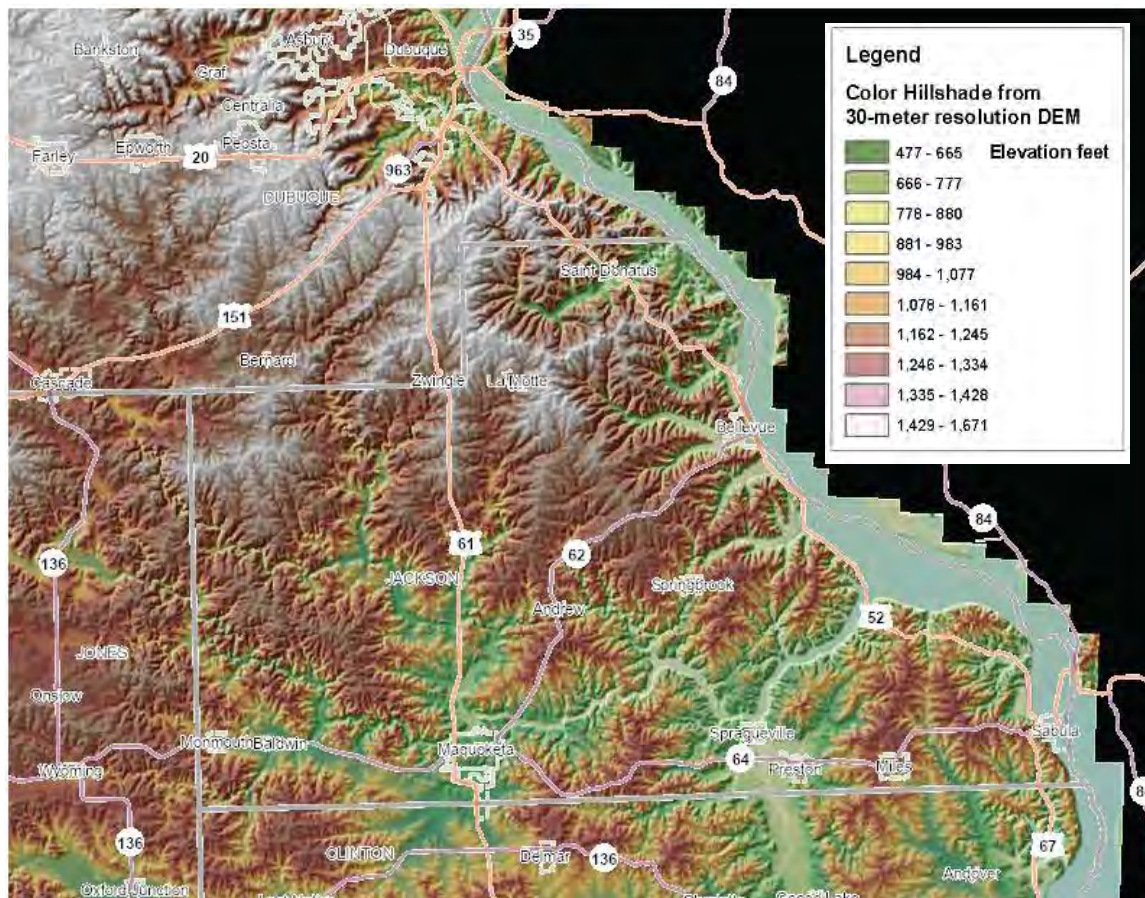 Legend
Color Hillshade from
30-meter resolution DEM
477 - 665 Elevation feet
666 - 777
778 - 880
881 - 983
984 - 1,077
1,078 - 1,161
1,162 - 1,245
1,246 - 1,334
1,335 - 1,428
1,429 - 1,671
35
Bankston
Asbury
Dubuque
Graf
84
Centralia
Farley
Epworth
Peosta
20
963
DUBUQUE
Saint Donatus
151
Bernard
Cascade
Zwingle
La Motte
Bellevue
84
61
62
136
JACKSON
Springbrook
Andrew
52
JONES
Onslow
Monmouth
Baldwin
Maquoketa
Spragueville
Sabula
64
Wyoming
Preston
Miles
136
67
CLINTON
Delmar
136
Oxford Junction
Andover